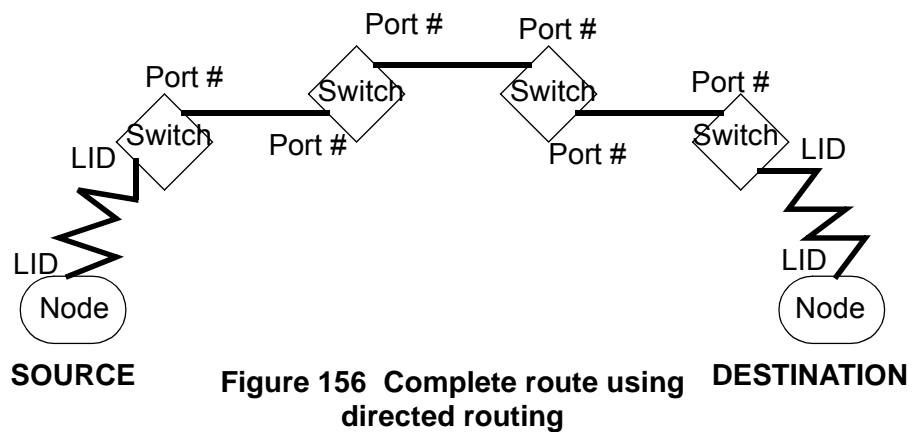 Port # Port #
Port # Port #
Switch Switch
Switch Switch
Port # Port #
LID LID
LID LID
Node Node
SOURCE DESTINATION
Figure 156 Complete route using
directed routing